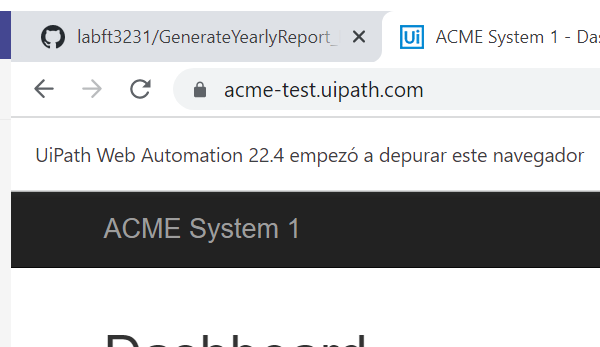 labft3231/GenerateYearlyReport_
Ui ACME System 1 - Das
acme-test.uipath.com
UiPath Web Automation 22.4 empezó a depurar este navegador
ACME System 1
Dashboard